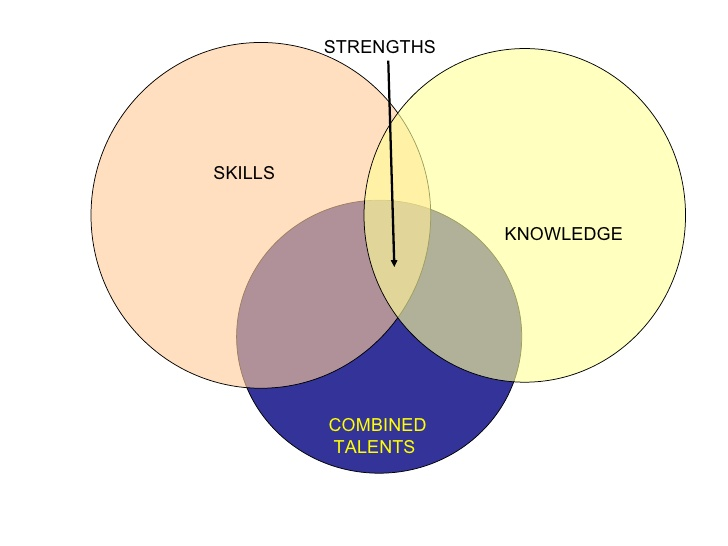 STRENGTHS
SKILLS
KNOWLEDGE
COMBINED
TALENTS